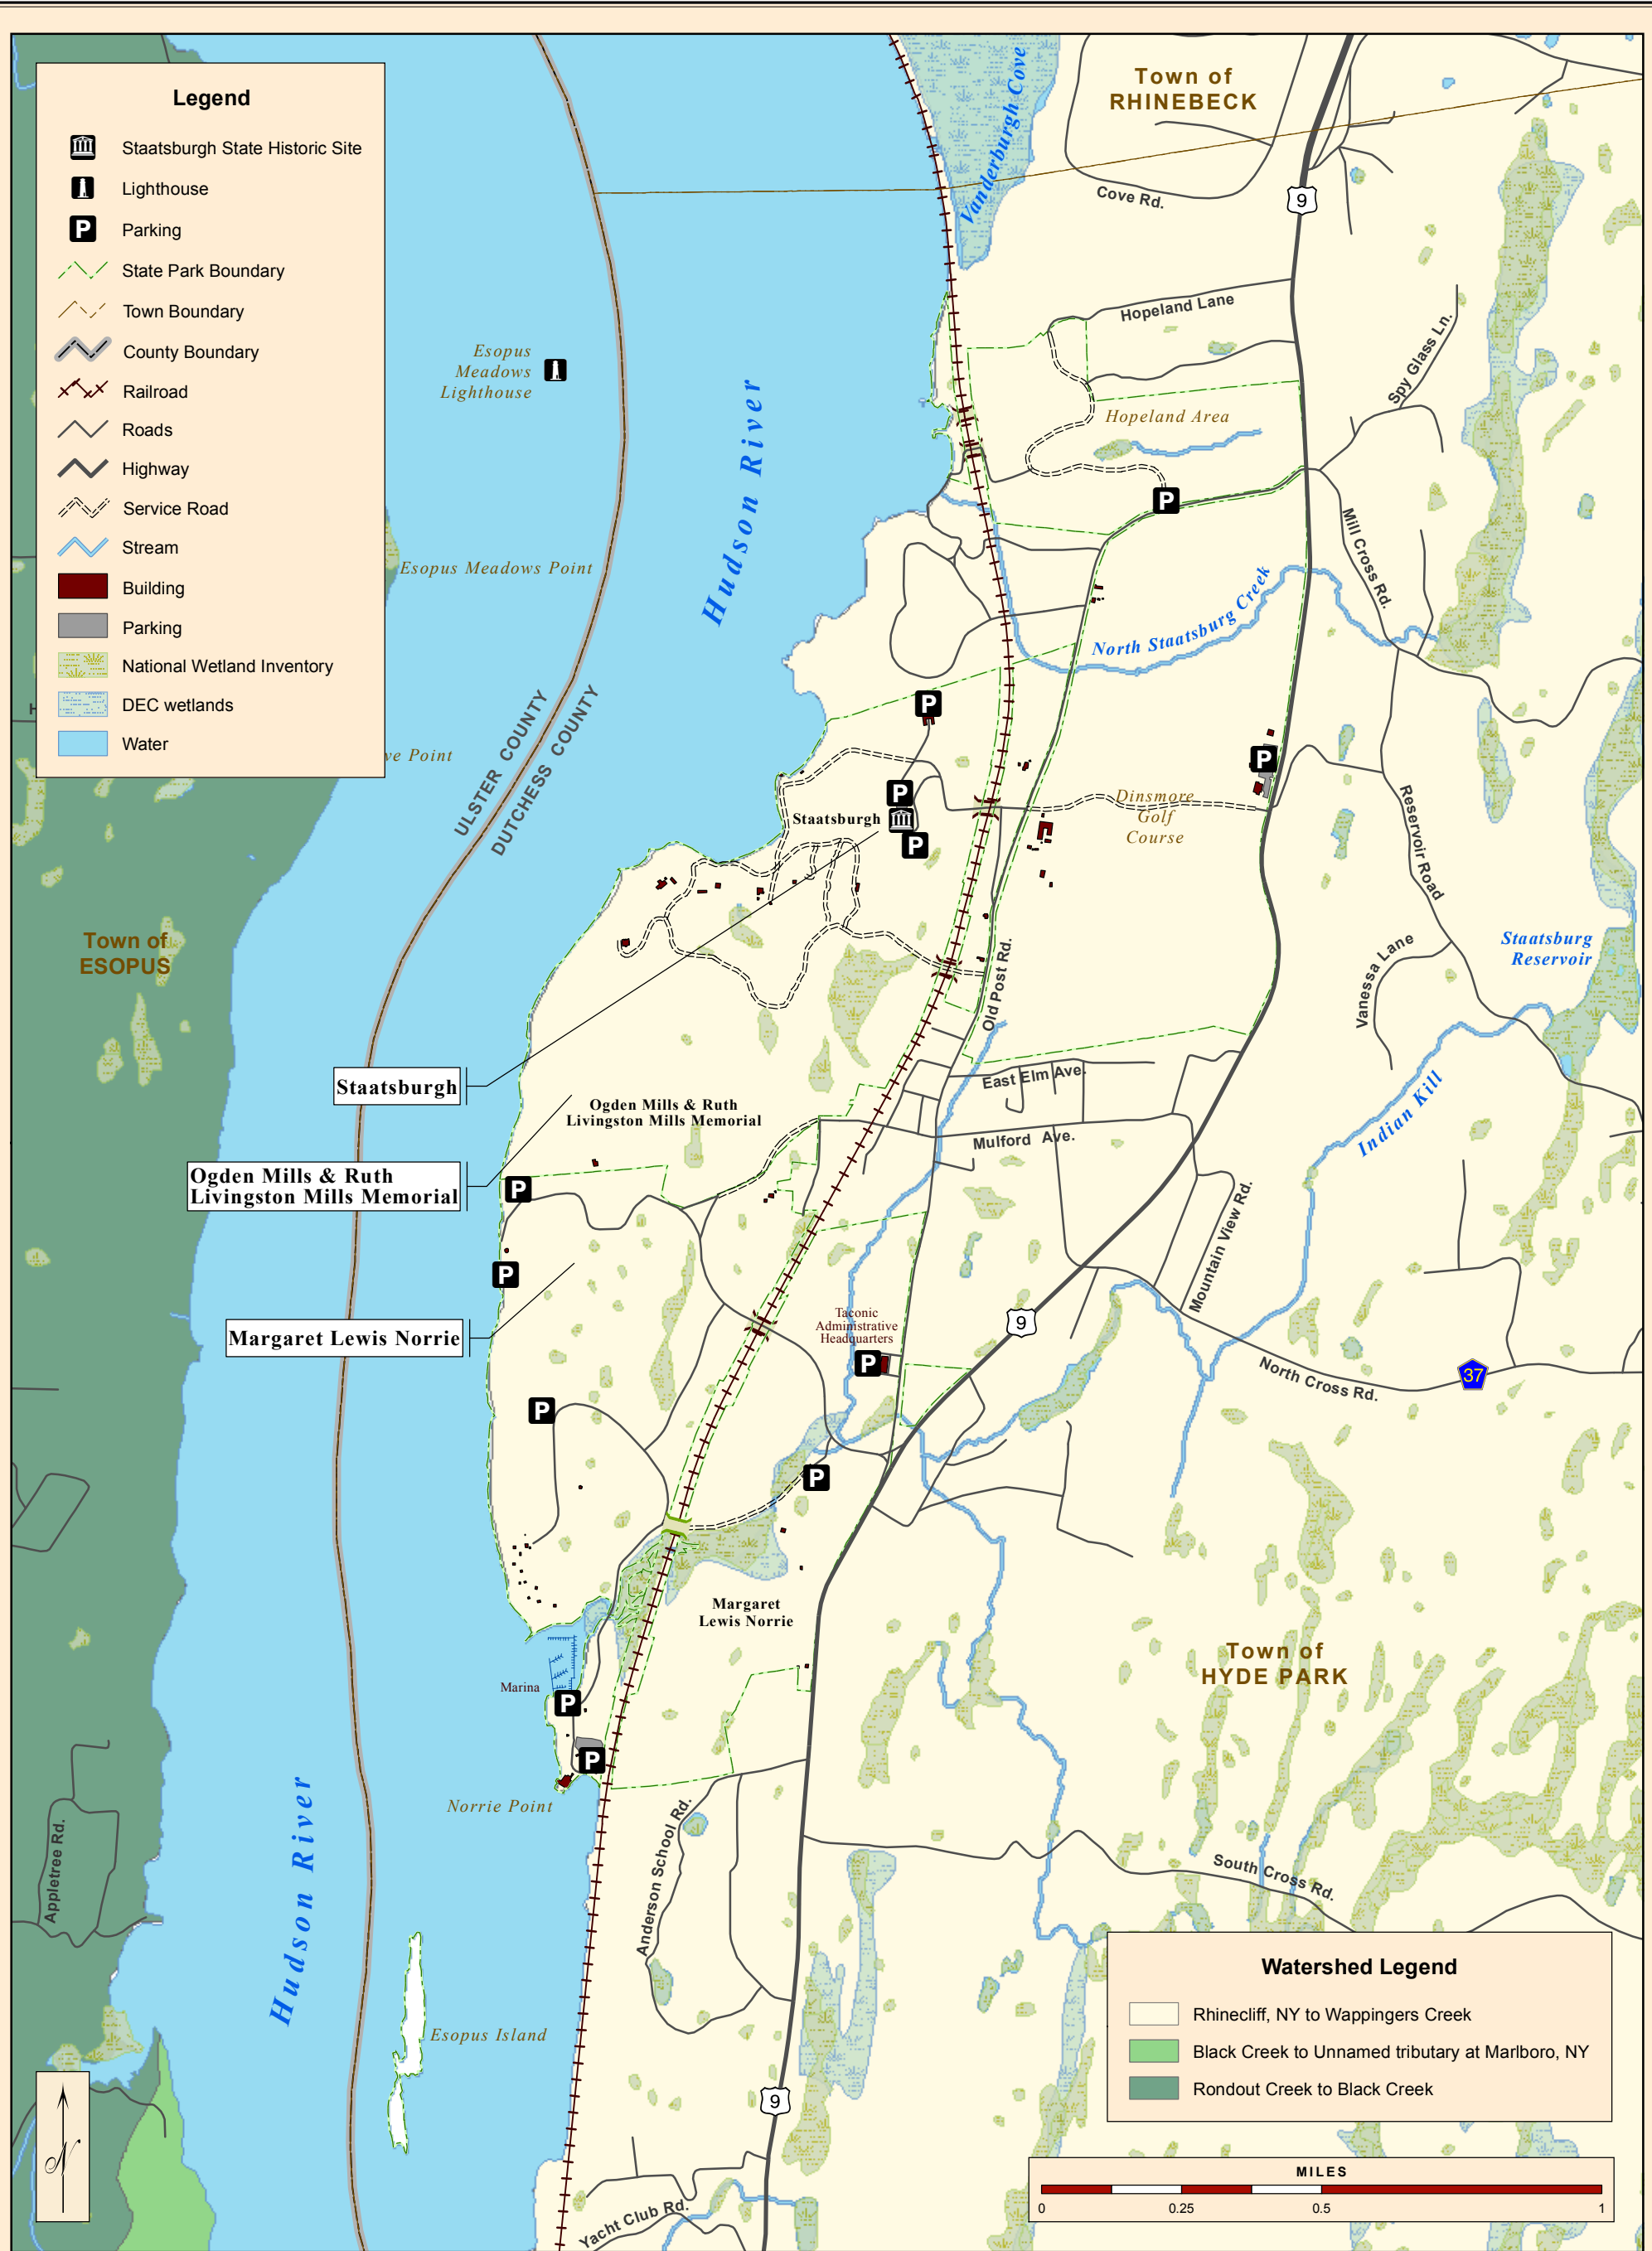 Legend
Staatsburgh State Historic Site
Lighthouse
P
Parking
State Park Boundary
Town Boundary
County Boundary
Railroad
Roads
Highway
Service Road
Stream
Building
Parking
National Wetland Inventory
DEC wetlands
Water
Vanderburgh Cove
Town of
RHINEBECK
Cove Rd.
9
Hopeland Lane
Spy Glass Ln.
Esopus
Meadows
Lighthouse
Hudson River
Hopeland Area
P
Mill Cross Rd.
Esopus Meadows Point
North Staatsburg Creek
ULSTER COUNTY
DUTCHESS COUNTY
H
ve Point
P
P
P
Staatsburgh
P
Dinsmore
Golf
Course
Reservoir Road
Town of
ESOPUS
Old Post Rd.
Vanessa Lane
Staatsburg
Reservoir
Staatsburgh
East Elm Ave.
Indian Kill
Ogden Mills & Ruth
Livingston Mills Memorial
Mulford Ave.
Ogden Mills & Ruth
Livingston Mills Memorial
P
Mountain View Rd.
P
Margaret Lewis Norrie
Taconic
Administrative
Headquarters
P
9
North Cross Rd.
37
P
P
Margaret
Lewis Norrie
Town of
HYDE PARK
Marina
P
P
Norrie Point
Hudson River
Appletree Rd.
Anderson School Rd.
South Cross Rd.
Esopus Island
9
Yacht Club Rd.
N
Watershed Legend
Rhinecliff, NY to Wappingers Creek
Black Creek to Unnamed tributary at Marlboro, NY
Rondout Creek to Black Creek
MILES
0 0.25 0.5 1